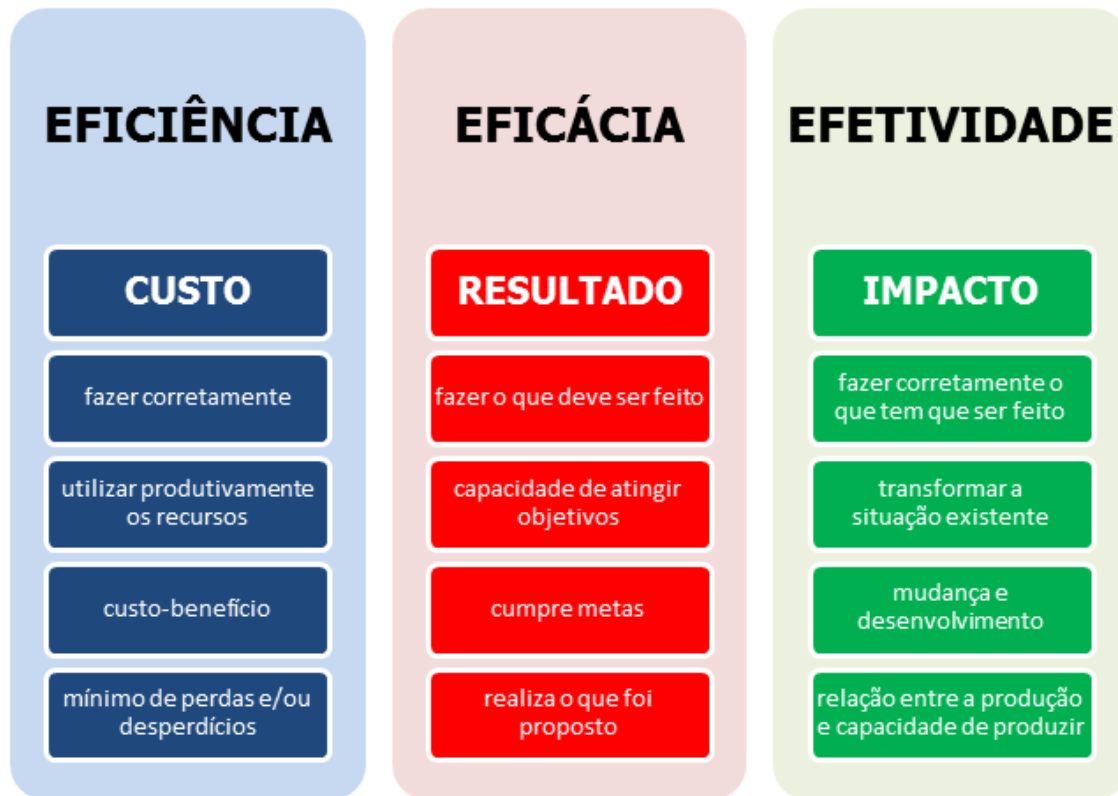 EFICIÊNCIA
CUSTO
fazer corretamente
utilizar produtivamente
os recursos
custo-benefício
mínimo de perdas e/ou
desperdícios
EFICÁCIA
RESULTADO
fazer o que deve ser feito
capacidade de atingir
objetivos
cumpre metas
realiza o que foi
proposto
EFETIVIDADE
IMPACTO
fazer corretamente o
que tem que ser feito
transformar a
situação existente
mudança e
desenvolvimento
relação entre a produção
e capacidade de produzir